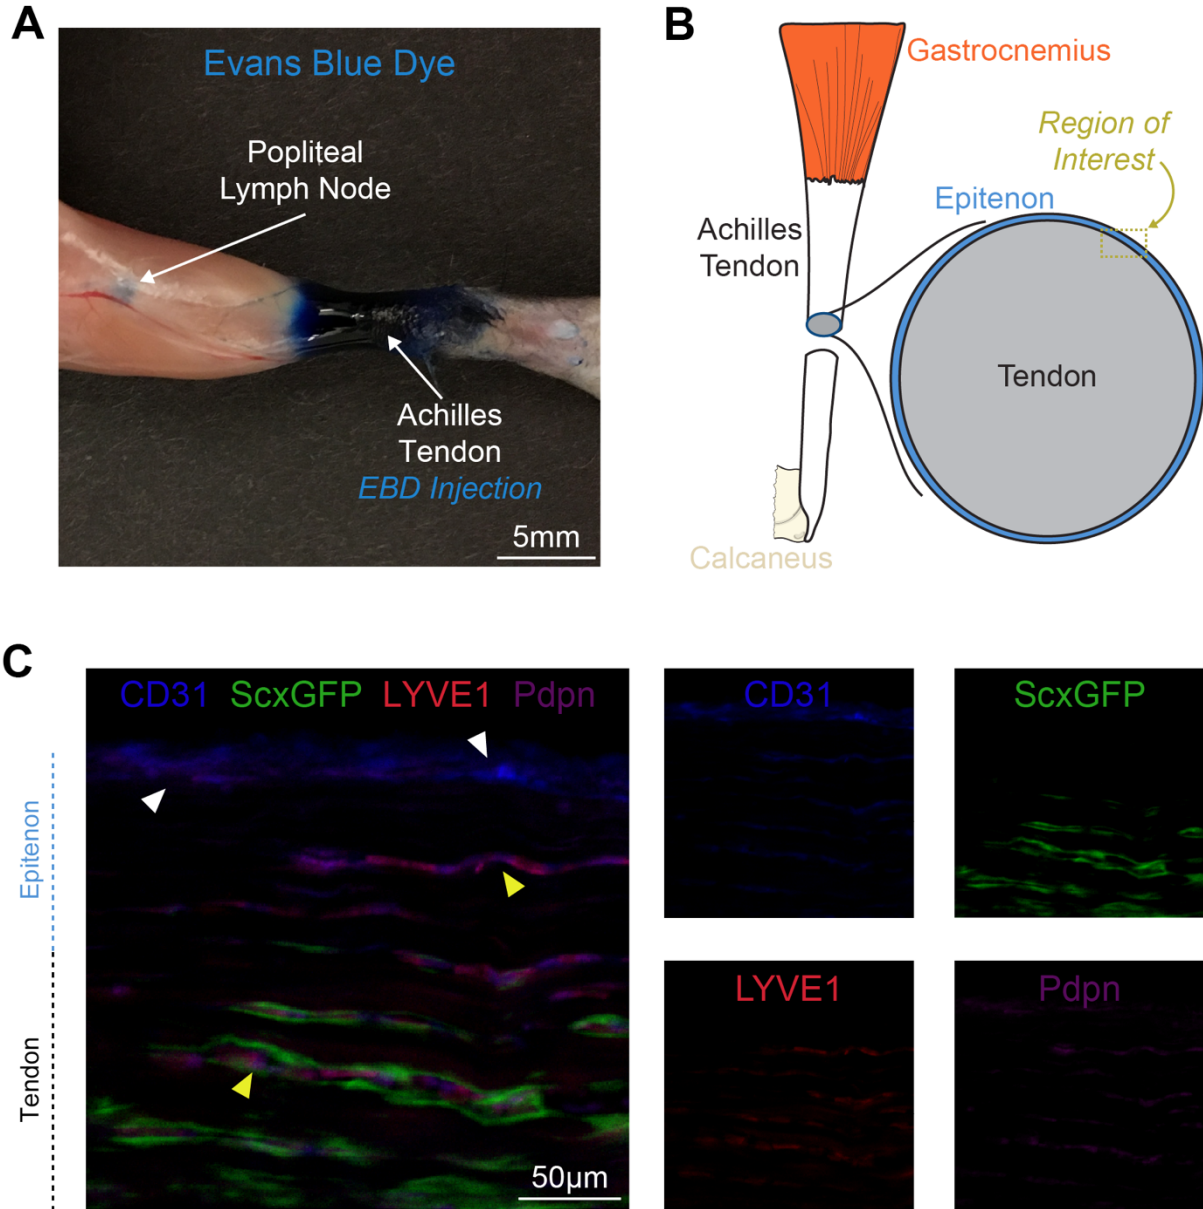 A
Evans Blue Dye
Popliteal
Lymph Node
Achilles
Tendon
EBD Injection
5mm
B
Gastrocnemius
Region of
Interest
Epitenon
Achilles
Tendon
Tendon
Calcaneus
C
CD31 ScxGFP LYVE1 Pdpn
Epitenon
Tendon
50µm
CD31
ScxGFP
LYVE1
Pdpn